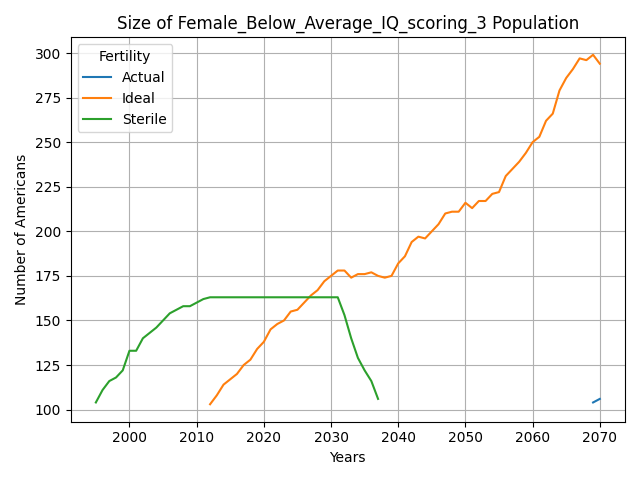 Size of Female_Below_Average_IQ_scoring_3 Population
Fertility
Actual
Ideal
Sterile
Number of Americans
300
275
250
225
200
175
150
125
100
2000
2010
2020
2030
2040
2050
2060
2070
Years